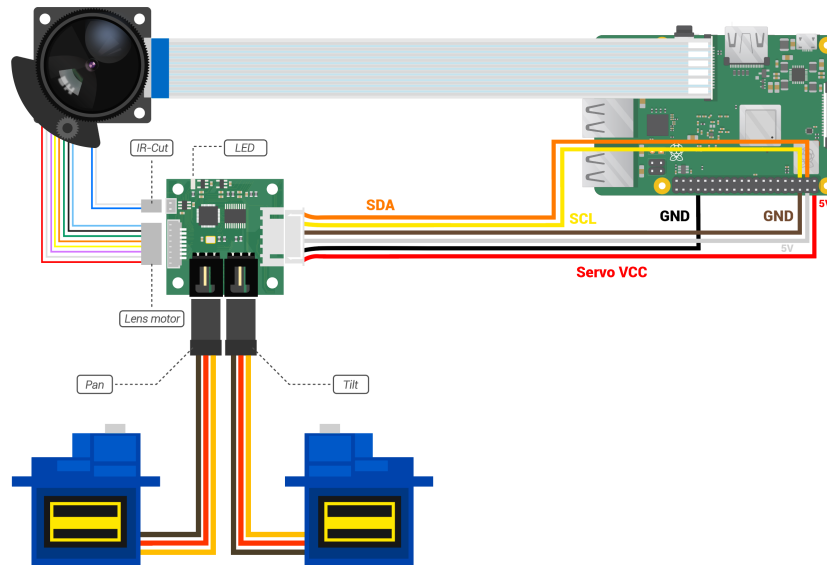 IR-Cut
LED
SDA
SCL
GND
GND
5V
5V
Servo VCC
Lens motor
Pan
Tilt